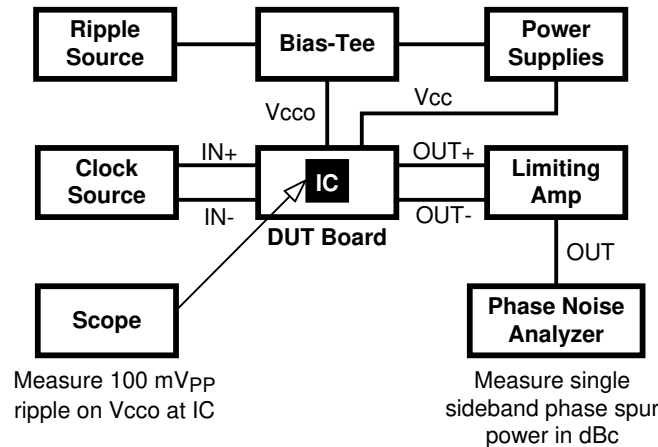 Ripple
Source
Bias-Tee
Power
Supplies
Vcco
Vcc
Clock
Source
IN+
IN-
IC
DUT Board
OUT+
OUT-
Limiting
Amp
OUT
Scope
Phase Noise
Analyzer
Measure 100 mVPP
ripple on Vcco at IC
Measure single
sideband phase spur
power in dBc